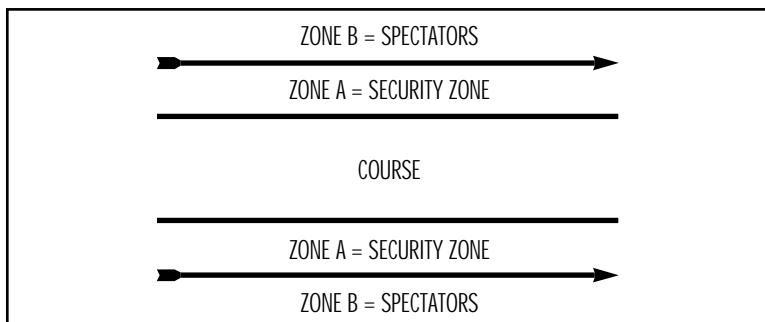 ZONE B = SPECTATORS
ZONE A = SECURITY ZONE
COURSE
ZONE A = SECURITY ZONE
ZONE B = SPECTATORS